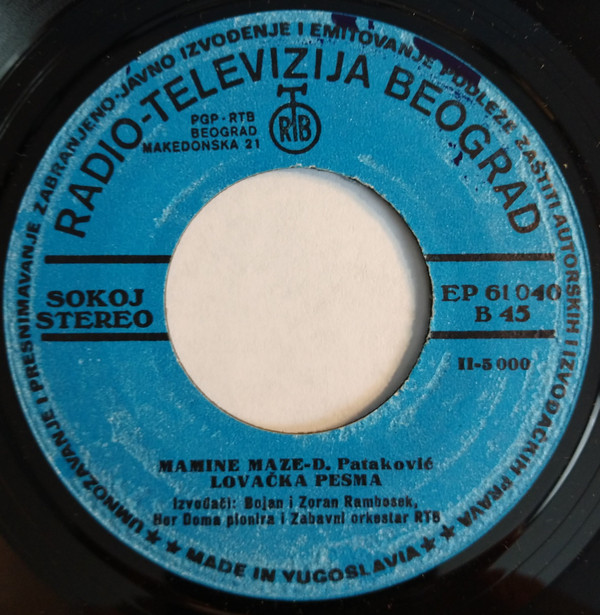 UMNOŽAVANJE I PRESNIMAVANJE ZABRANJENO-JAVNO IZVOĐENJE I EMITOVANJE PODLEŽE ZAŠTITI AUTORSKIH I IZVOĐAČKIH PRAVA
RADIO-TELEVIZIJA BEOGRAD
PGP-RTB
BEOGRAD
MAKEDONSKA 21
RTB
SOKOJ
STEREO
EP 61 040
B 45
II-5 000
MAMINE MAZE-D. Pataković
LOVAČKA PESMA
Izvođači: Bojan i Zoran Rambosek,
Hor Doma pionira i Zabavni orkestar RTB
★★ MADE IN YUGOSLAVIA ★★